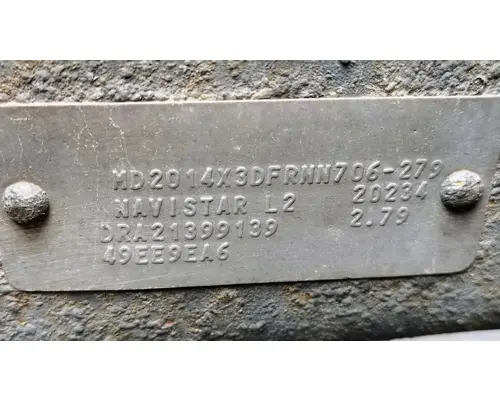 MD2014X3DFRNN706-279
NAVISTAR L2 20234
DRA21399139 2.79
49EE9EA6